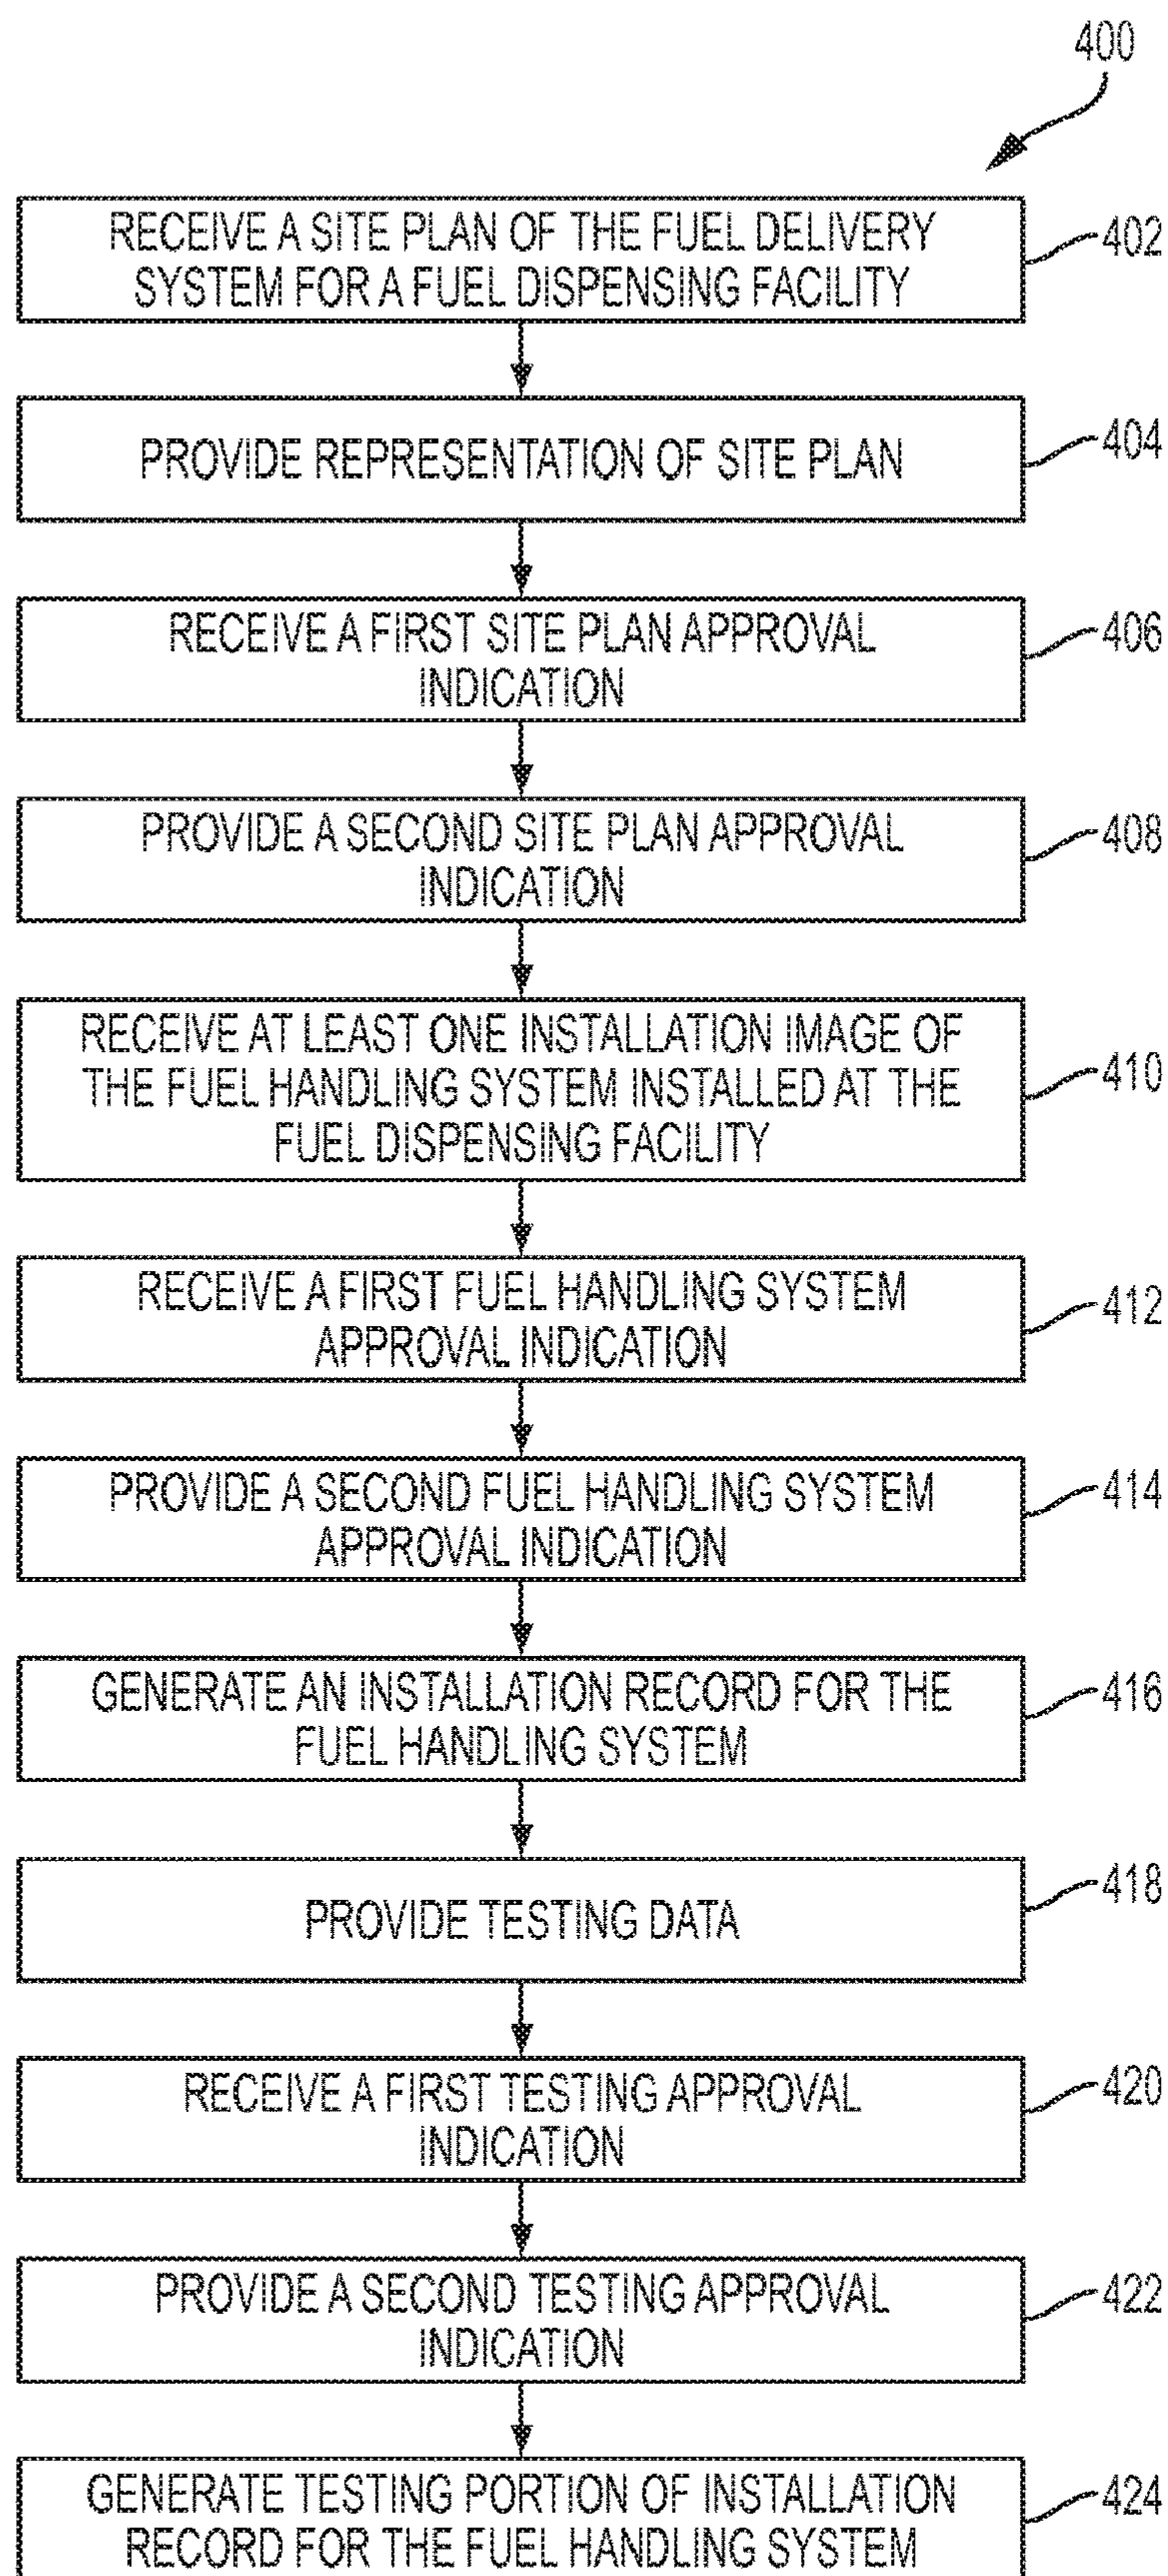 400
RECEIVE A SITE PLAN OF THE FUEL DELIVERY
SYSTEM FOR A FUEL DISPENSING FACILITY
402
PROVIDE REPRESENTATION OF SITE PLAN
404
RECEIVE A FIRST SITE PLAN APPROVAL
INDICATION
406
PROVIDE A SECOND SITE PLAN APPROVAL
INDICATION
408
RECEIVE AT LEAST ONE INSTALLATION IMAGE OF
THE FUEL HANDLING SYSTEM INSTALLED AT THE
FUEL DISPENSING FACILITY
410
RECEIVE A FIRST FUEL HANDLING SYSTEM
APPROVAL INDICATION
412
PROVIDE A SECOND FUEL HANDLING SYSTEM
APPROVAL INDICATION
414
GENERATE AN INSTALLATION RECORD FOR THE
FUEL HANDLING SYSTEM
416
PROVIDE TESTING DATA
418
RECEIVE A FIRST TESTING APPROVAL
INDICATION
420
PROVIDE A SECOND TESTING APPROVAL
INDICATION
422
GENERATE TESTING PORTION OF INSTALLATION
RECORD FOR THE FUEL HANDLING SYSTEM
424